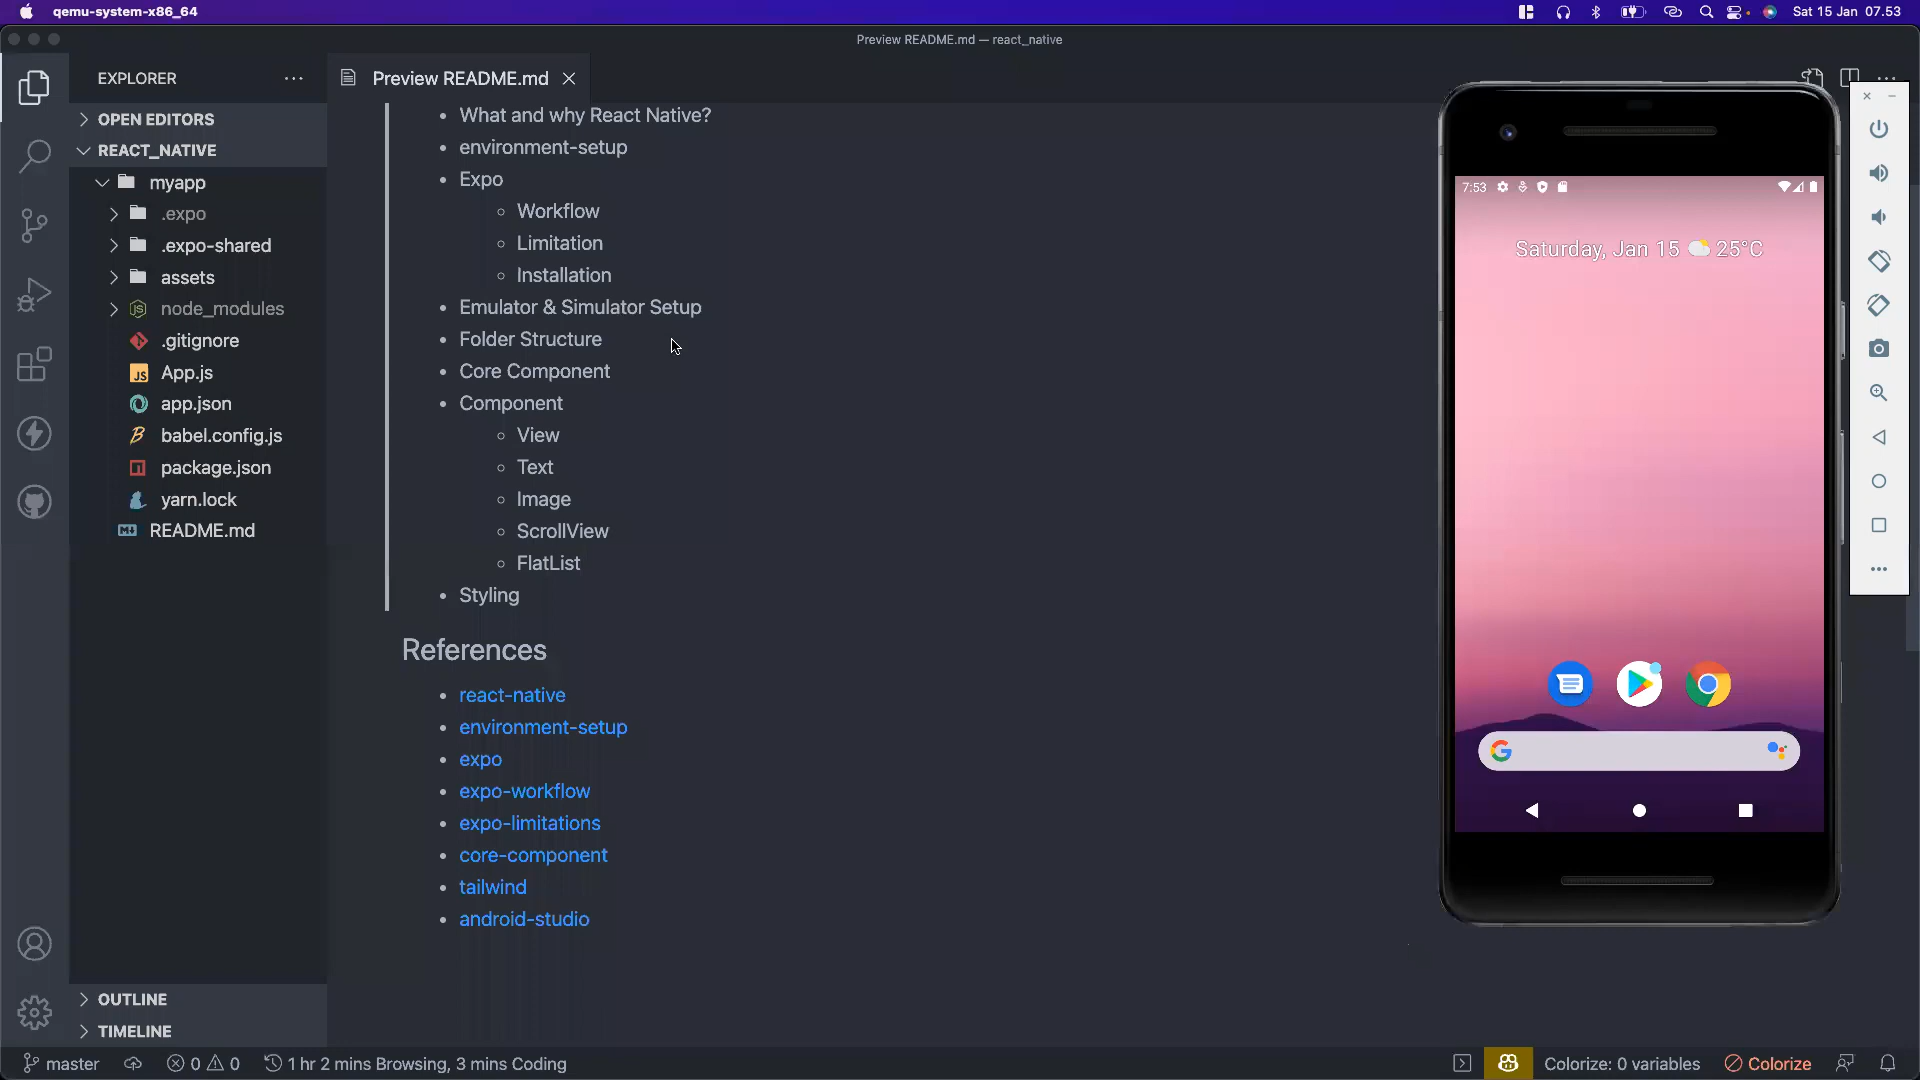 qemu-system-x86_64
Sat 15 Jan 07.53
Preview README.md — react_native
EXPLORER
Preview README.md
OPEN EDITORS
REACT_NATIVE
myapp
.expo
.expo-shared
assets
node_modules
.gitignore
App.js
app.json
babel.config.js
package.json
yarn.lock
README.md
OUTLINE
TIMELINE
What and why React Native?
environment-setup
Expo
Workflow
Limitation
Installation
Emulator & Simulator Setup
Folder Structure
Core Component
Component
View
Text
Image
ScrollView
FlatList
Styling
References
react-native
environment-setup
expo
expo-workflow
expo-limitations
core-component
tailwind
android-studio
7:53
Saturday, Jan 15 25°C
master 0 0 1 hr 2 mins Browsing, 3 mins Coding
Colorize: 0 variables Colorize